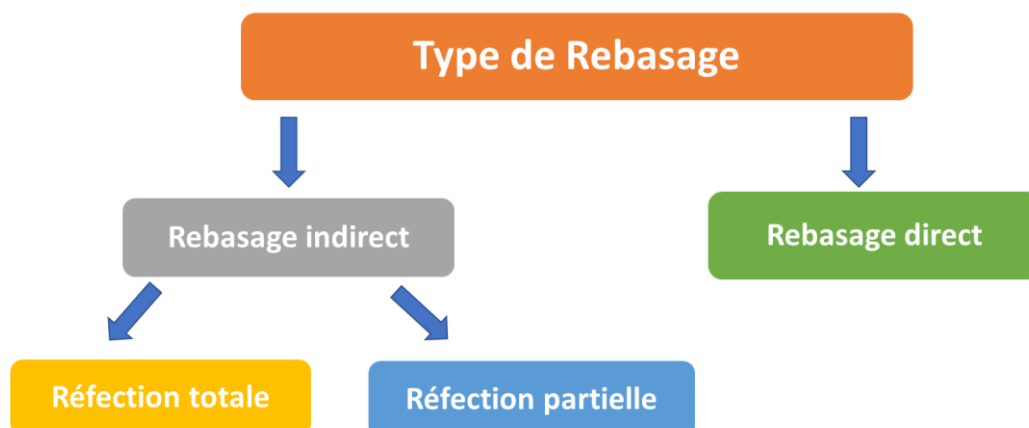 Type de Rebasage
Rebasage indirect
Rebasage direct
Réfection totale
Réfection partielle